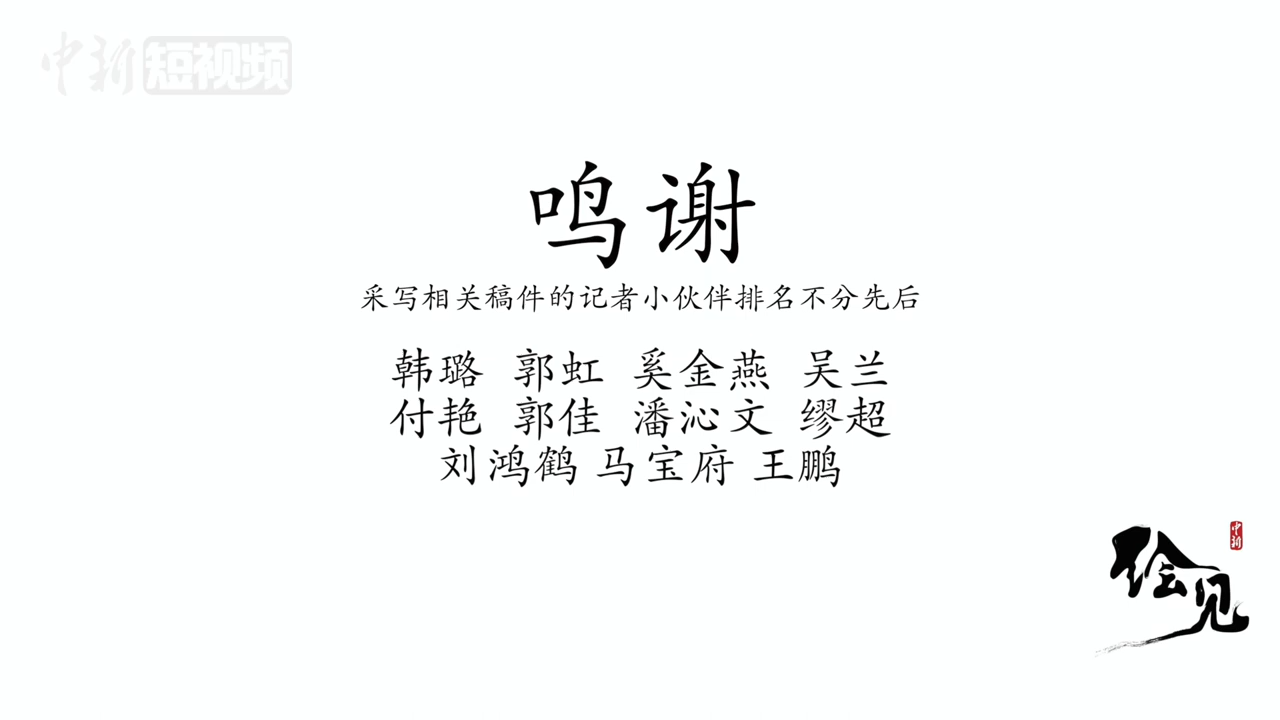 中新短视频
鸣谢
采写相关稿件的记者小伙伴排名不分先后
韩璐 郭虹 奚金燕 吴兰
付艳 郭佳 潘沁文 缪超
刘鸿鹤 马宝府 王鹏
中新
绘见